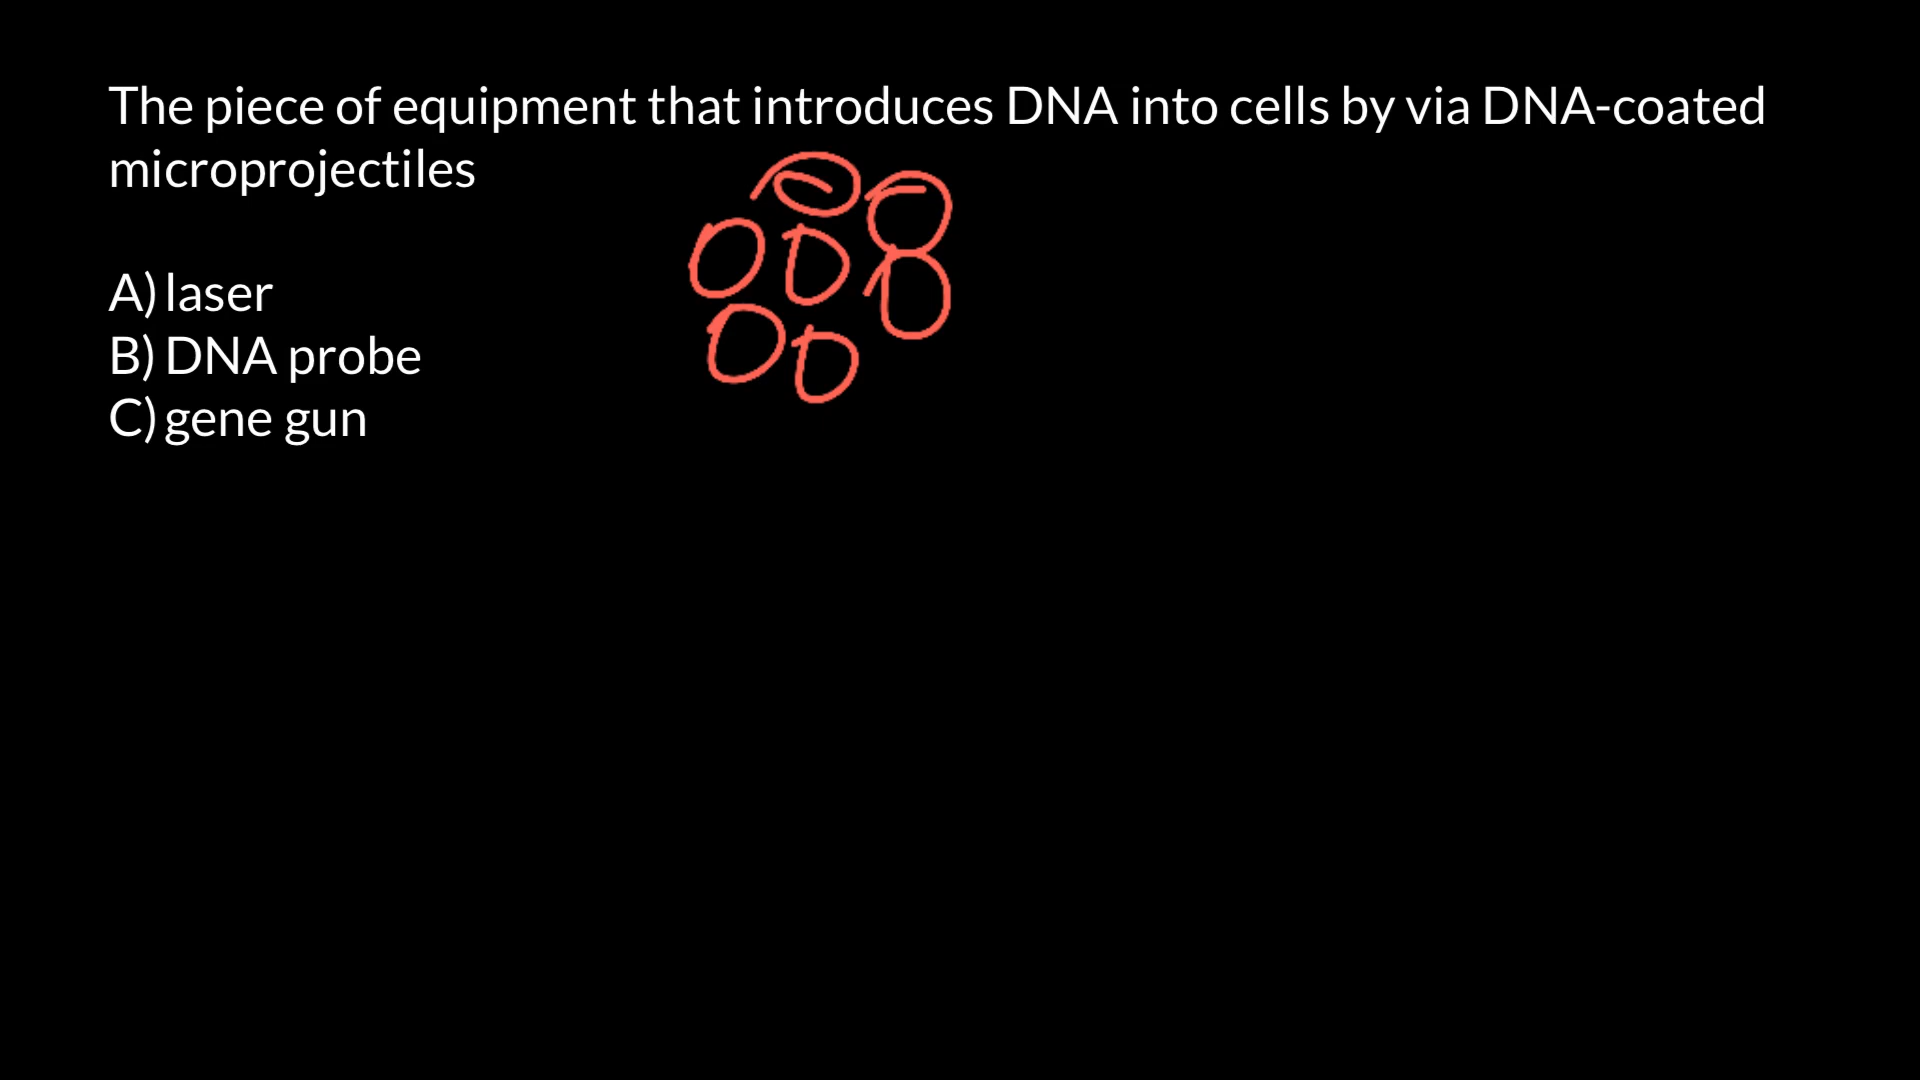 The piece of equipment that introduces DNA into cells by via DNA-coated
microprojectiles
A) laser
B) DNA probe
C) gene gun